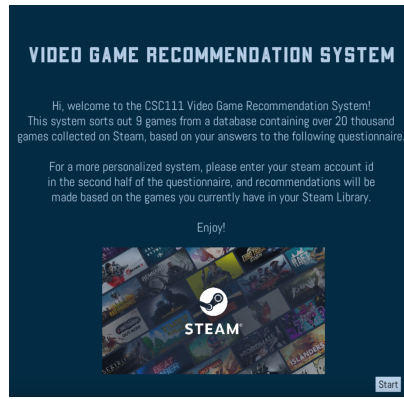 VIDEO GAME RECOMMENDATION SYSTEM
Hi, welcome to the CSC111 Video Game Recommendation System!
This system sorts out 9 games from a database containing over 20 thousand
games collected on Steam, based on your answers to the following questionnaire.
For a more personalized system, please enter your steam account id
in the second half of the questionnaire, and recommendations will be
made based on the games you currently have in your Steam Library.
Enjoy!
STEAM
ISLANDERS
Start